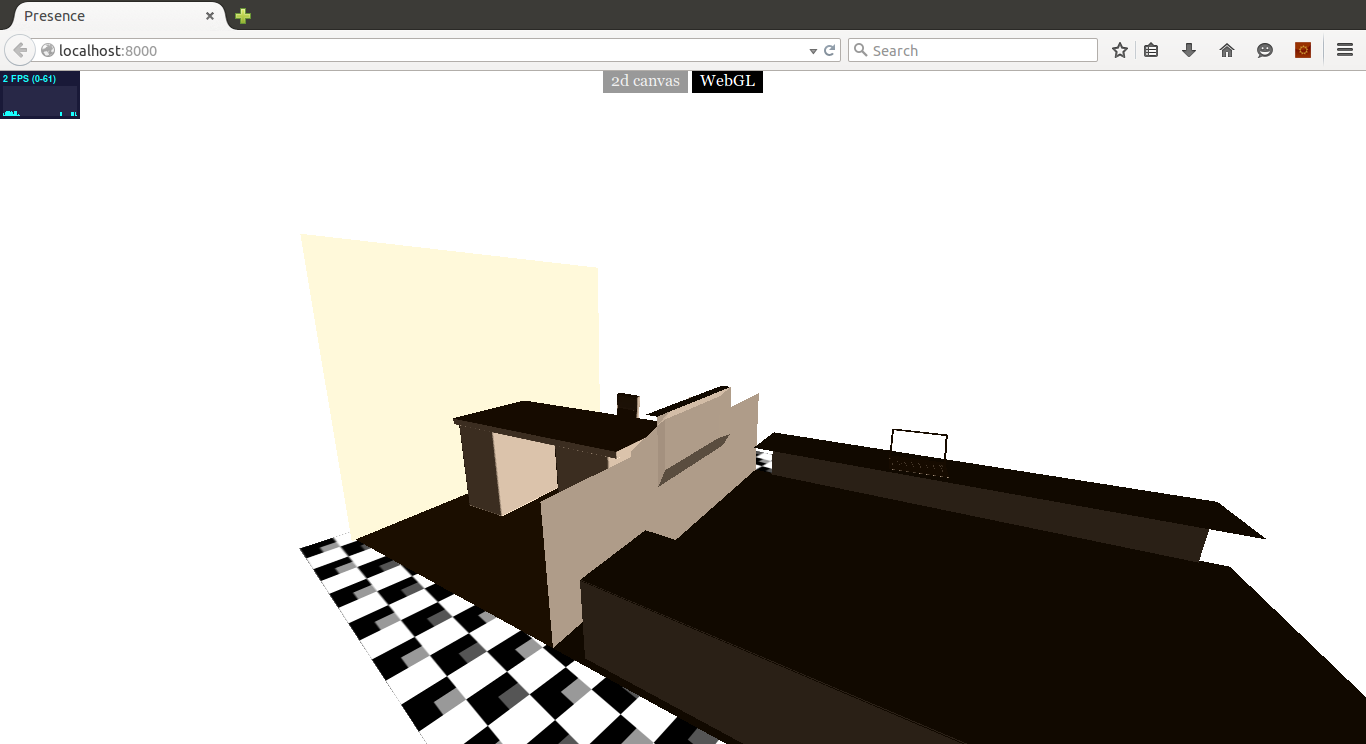 Presence
localhost:8000
Search
2 FPS (0-61)
2d canvas WebGL